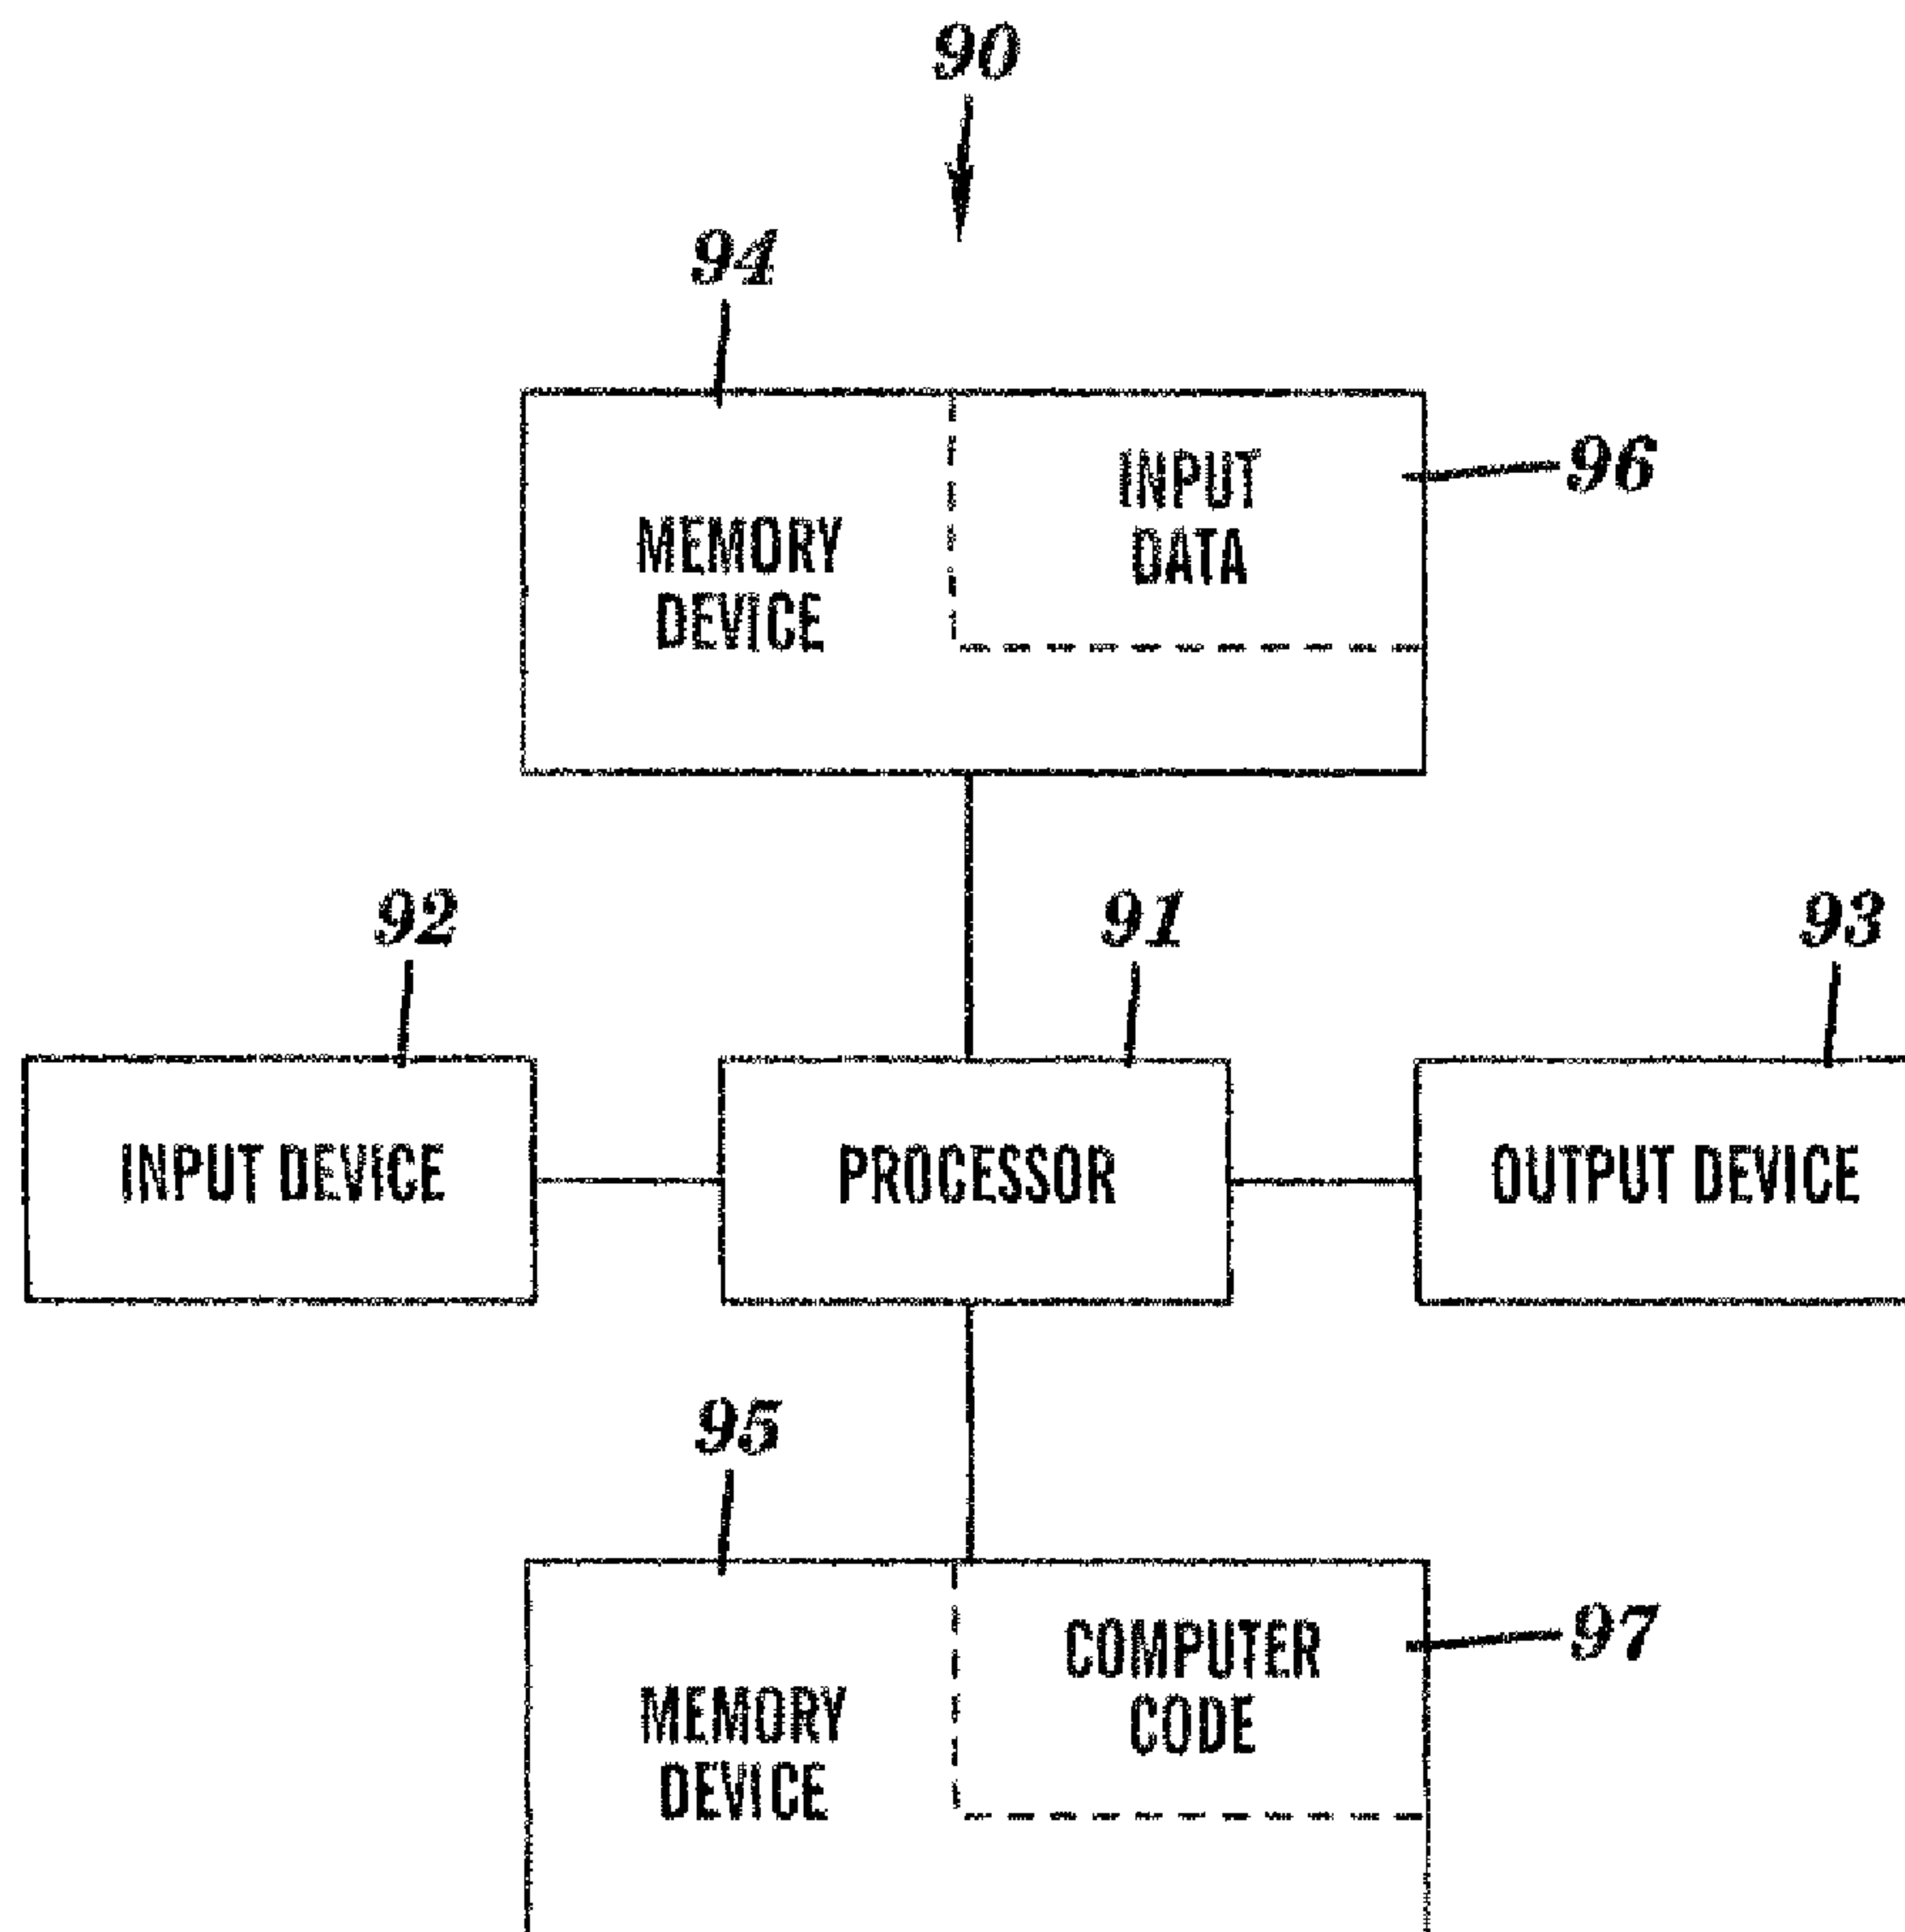 90
94
96
INPUT
DATA
MEMORY
DEVICE
92
91
93
INPUT DEVICE
PROCESSOR
OUTPUT DEVICE
95
97
COMPUTER
CODE
MEMORY
DEVICE